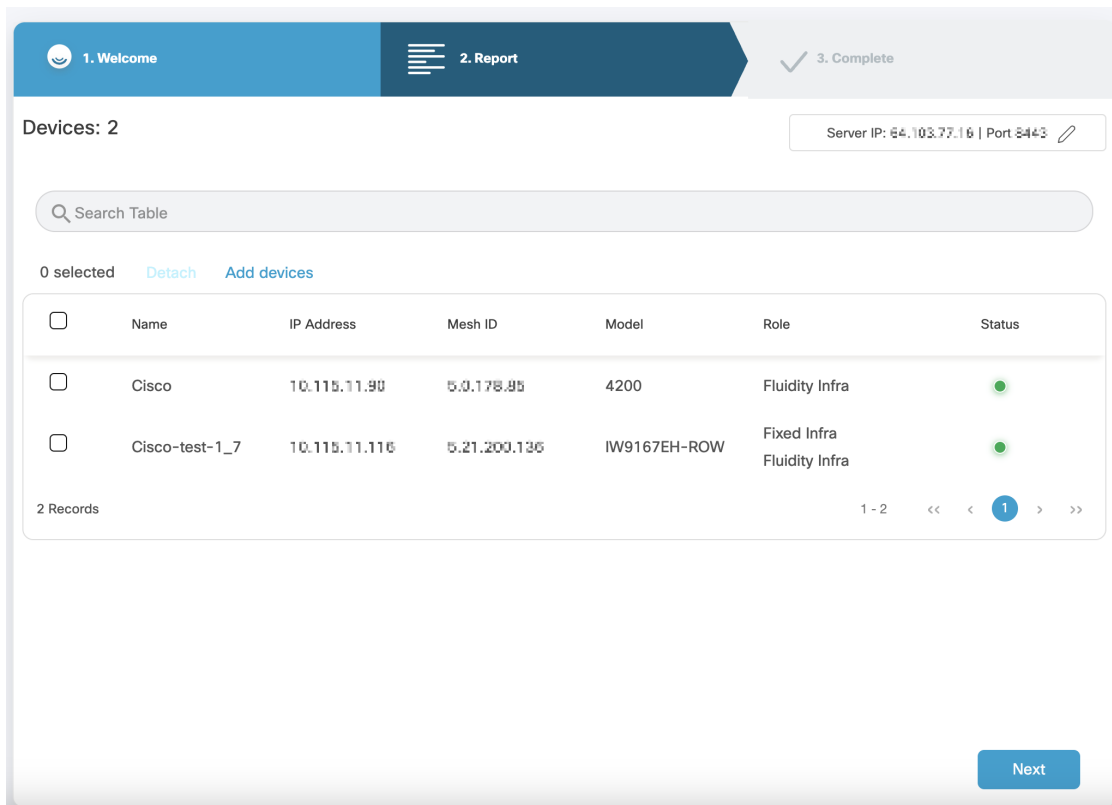 1. Welcome
2. Report
3. Complete
Devices: 2
Server IP: | Port
Search Table
0 selected Detach Add devices
Name IP Address Mesh ID Model Role Status
Cisco 4200 Fluidity Infra
Cisco-test-1_7 IW9167EH-ROW Fixed Infra
Fluidity Infra
2 Records 1 - 2 << < 1 > >>
Next